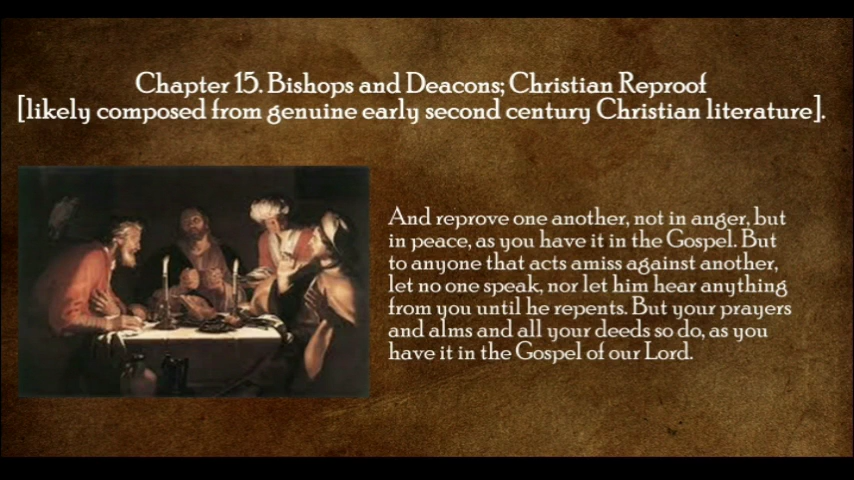 Chapter 15. Bishops and Deacons; Christian Reproof
[likely composed from genuine early second century Christian literature].
And reprove one another, not in anger, but
in peace, as you have it in the Gospel. But
to anyone that acts amiss against another,
let no one speak, nor let him hear anything
from you until he repents. But your prayers
and alms and all your deeds so do, as you
have it in the Gospel of our Lord.